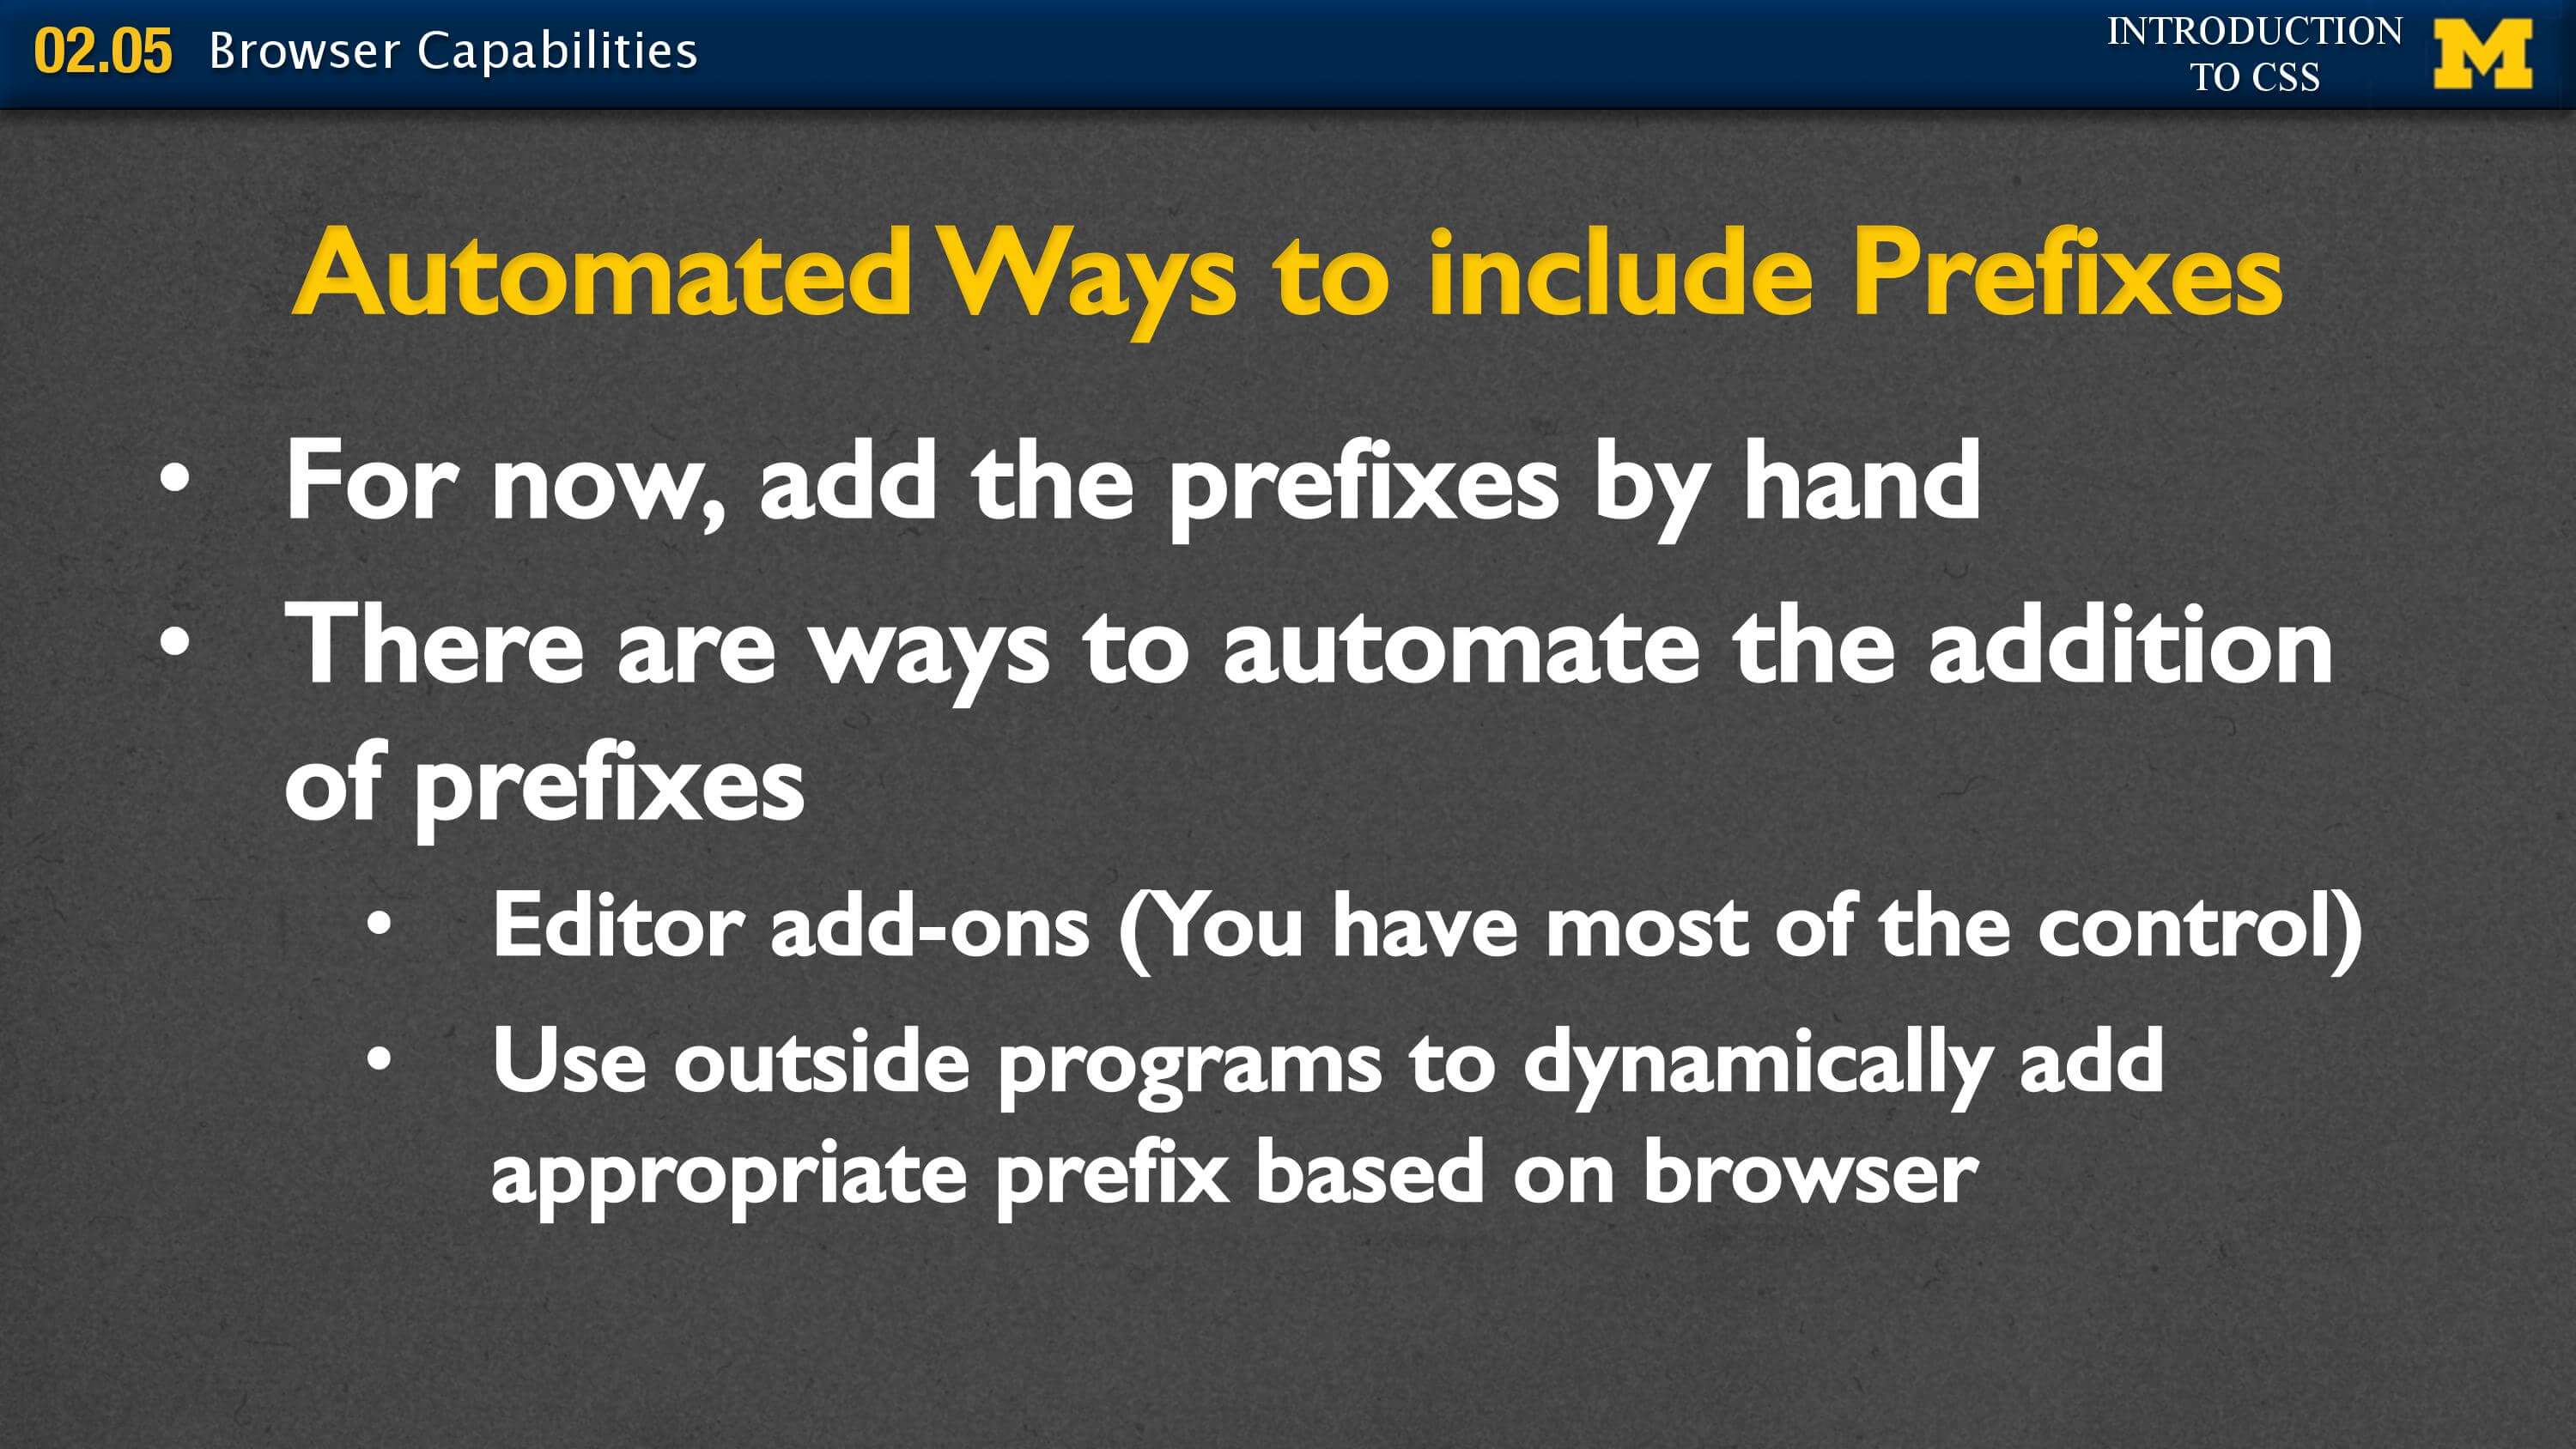 02.05 Browser Capabilities
INTRODUCTION
TO CSS
M
Automated Ways to include Prefixes
• For now, add the prefixes by hand
• There are ways to automate the addition
of prefixes
• Editor add-ons (You have most of the control)
• Use outside programs to dynamically add
appropriate prefix based on browser